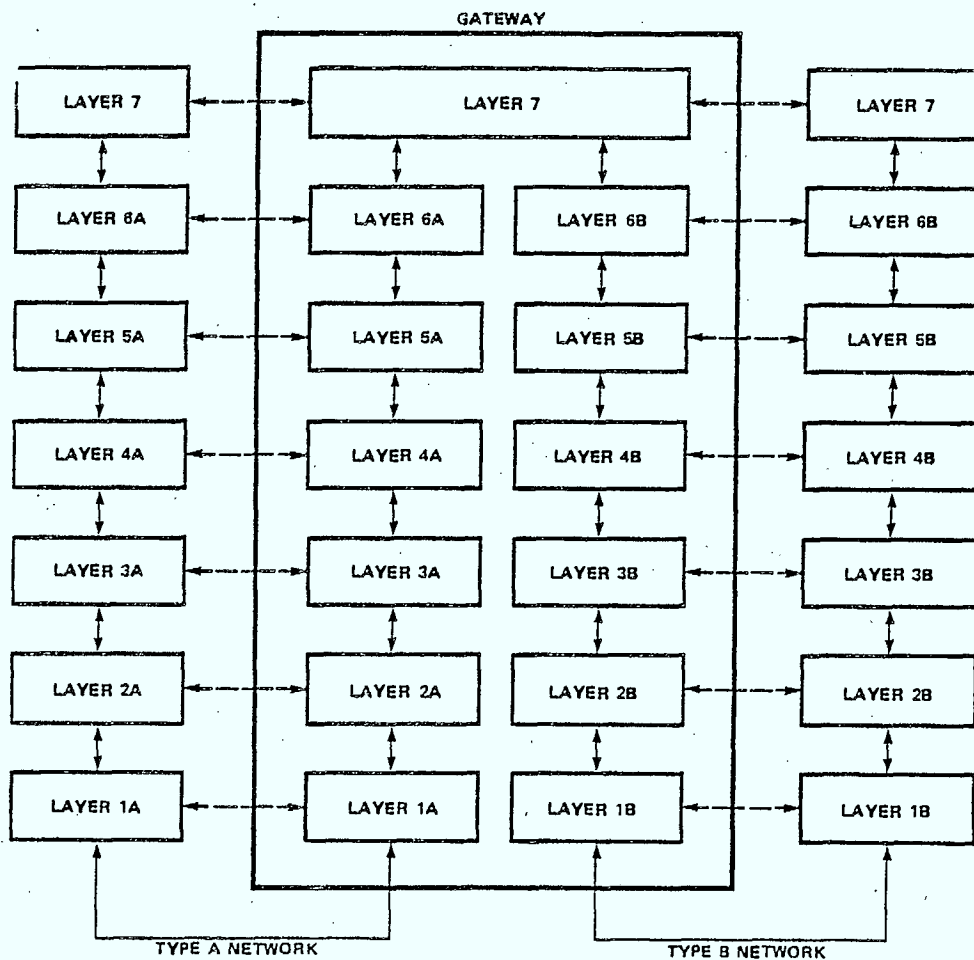 GATEWAY
LAYER 7 LAYER 7 LAYER 7
LAYER 6A LAYER 6A LAYER 6B LAYER 6B
LAYER 5A LAYER 5A LAYER 5B LAYER 5B
LAYER 4A LAYER 4A LAYER 4B LAYER 4B
LAYER 3A LAYER 3A LAYER 3B LAYER 3B
LAYER 2A LAYER 2A LAYER 2B LAYER 2B
LAYER 1A LAYER 1A LAYER 1B LAYER 1B
TYPE A NETWORK TYPE B NETWORK